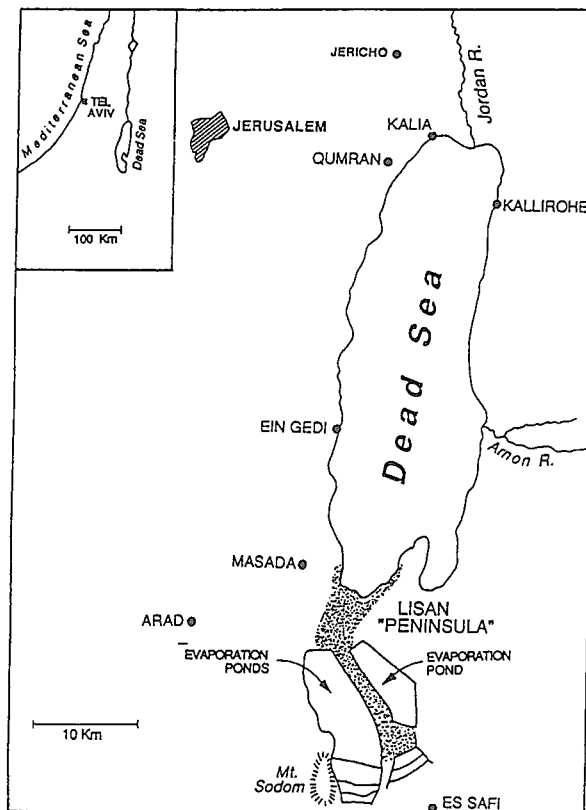 Mediterranean Sea
TEL
AVIV
Dead Sea
100 Km
JERICHO
Jordan R.
JERUSALEM
KALIA
QUMRAN
KALLIROHE
Dead Sea
EIN GEDI
Arnon R.
MASADA
LISAN
"PENINSULA"
ARAD
EVAPORATION
PONDS
EVAPORATION
POND
10 Km
Mt.
Sodom
ES SAFI